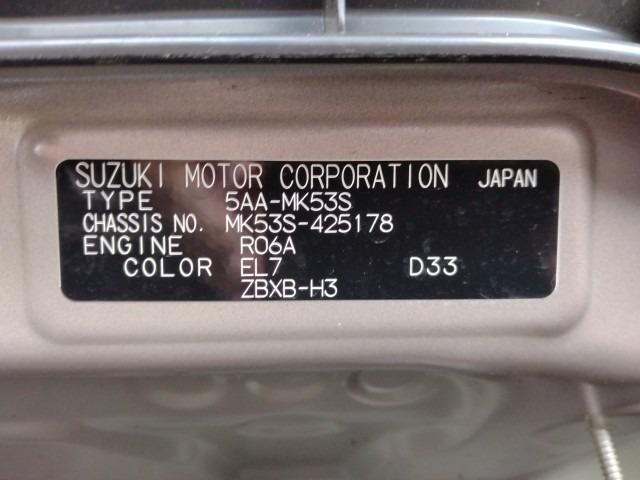 SUZUKI MOTOR CORPORATION JAPAN
TYPE 5AA-MK53S
CHASSIS NO. MK53S-425178
ENGINE R06A
COLOR EL7 D33
ZBXB-H3